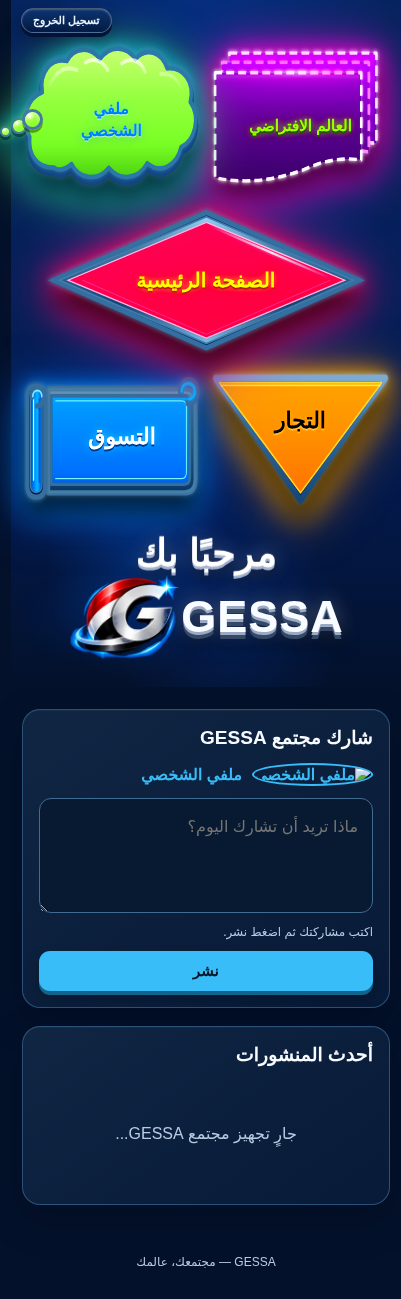 تسجيل الخروج
العالم الافتراضي
ملفي
الشخصي
الصفحة الرئيسية
التجار
التسوق
مرحبًا بك
GESSA
شارك مجتمع GESSA
ملفي الشخصي
ملفي الشخصي
ماذا تريد أن تشارك اليوم؟
اكتب مشاركتك ثم اضغط نشر.
نشر
أحدث المنشورات
جارٍ تجهيز مجتمع GESSA...
GESSA — مجتمعك، عالمك